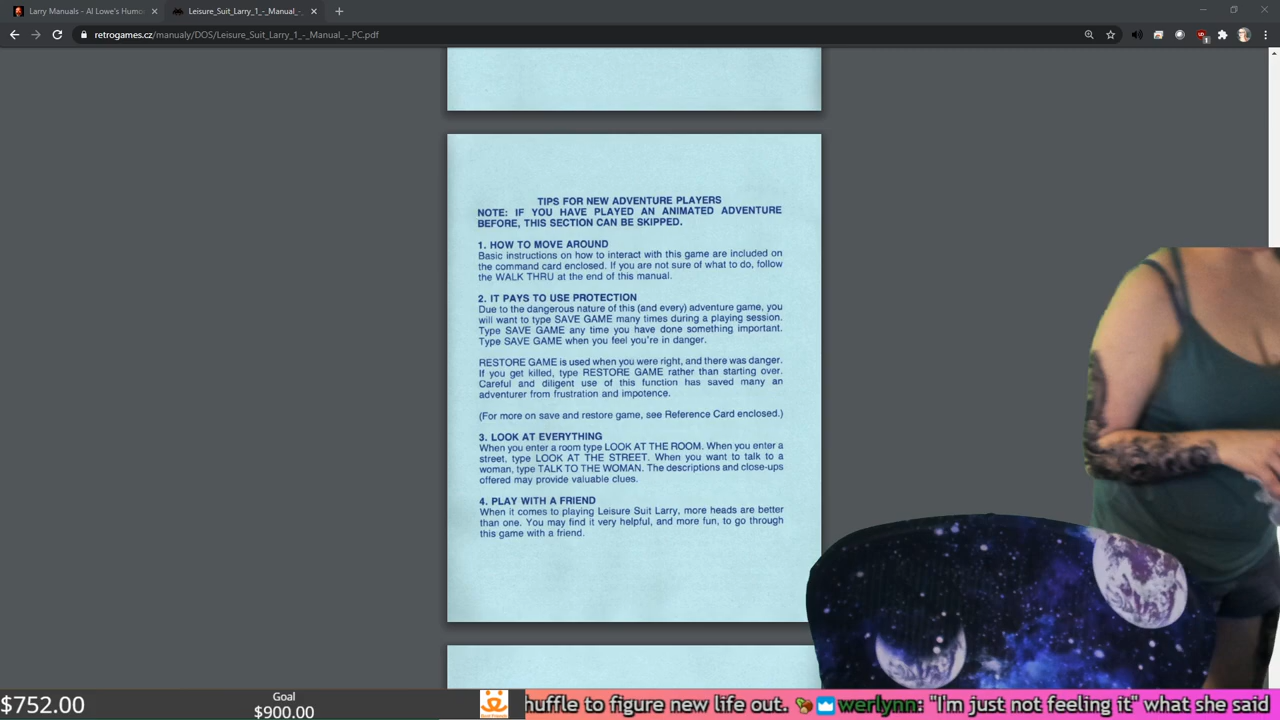 Larry Manuals - Al Lowe's Humo
Leisure_Suit_Larry_1_-_Manual_-_
retrogames.cz/manualy/DOS/Leisure_Suit_Larry_1_-_Manual_-_PC.pdf
1
TIPS FOR NEW ADVENTURE PLAYERS
NOTE: IF YOU HAVE PLAYED AN ANIMATED ADVENTURE
BEFORE, THIS SECTION CAN BE SKIPPED.
1. HOW TO MOVE AROUND
Basic instructions on how to interact with this game are included on
the command card enclosed. If you are not sure of what to do, follow
the WALK THRU at the end of this manual.
2. IT PAYS TO USE PROTECTION
Due to the dangerous nature of this (and every) adventure game, you
will want to type SAVE GAME many times during a playing session.
Type SAVE GAME any time you have done something important.
Type SAVE GAME when you feel you're in danger.
RESTORE GAME is used when you were right, and there was danger.
If you get killed, type RESTORE GAME rather than starting over.
Careful and diligent use of this function has saved many an
adventurer from frustration and impotence.
(For more on save and restore game, see Reference Card enclosed.)
3. LOOK AT EVERYTHING
When you enter a room type LOOK AT THE ROOM. When you enter a
street, type LOOK AT THE STREET. When you want to talk to a
woman, type TALK TO THE WOMAN. The descriptions and close-ups
offered may provide valuable clues.
4. PLAY WITH A FRIEND
When it comes to playing Leisure Suit Larry, more heads are better
than one. You may find it very helpful, and more fun, to go through
this game with a friend.
$752.00
Goal
$900.00
huffle to figure new life out. werlynn: "I'm just not feeling it" what she said